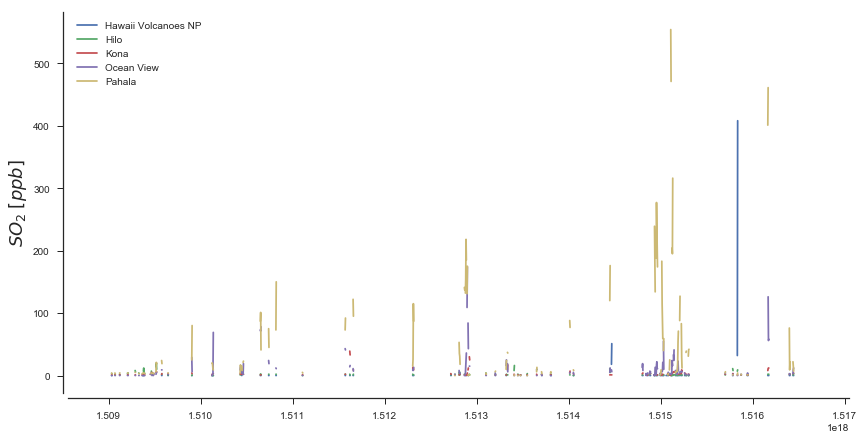 Hawaii Volcanoes NP
Hilo
Kona
Ocean View
Pahala
SO2 [ppb]
500
400
300
200
100
0
1.509 1.510 1.511 1.512 1.513 1.514 1.515 1.516 1.517
1e18